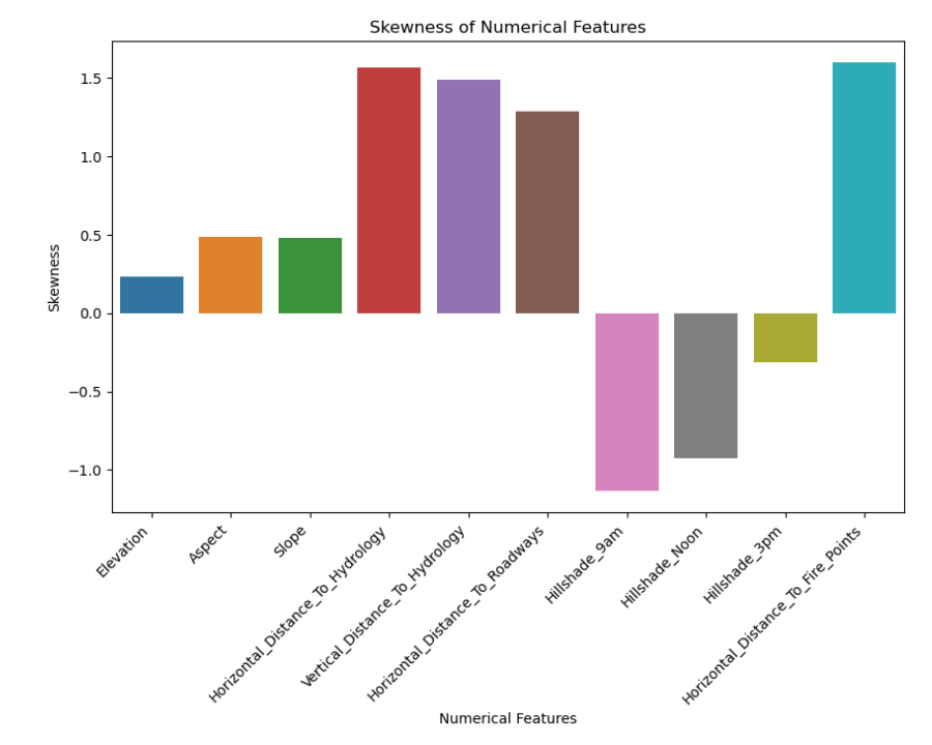 Skewness of Numerical Features
1.5
1.0
0.5
0.0
−0.5
−1.0
Skewness
Elevation
Aspect
Slope
Horizontal_Distance_To_Hydrology
Vertical_Distance_To_Hydrology
Horizontal_Distance_To_Roadways
Hillshade_9am
Hillshade_Noon
Hillshade_3pm
Horizontal_Distance_To_Fire_Points
Numerical Features